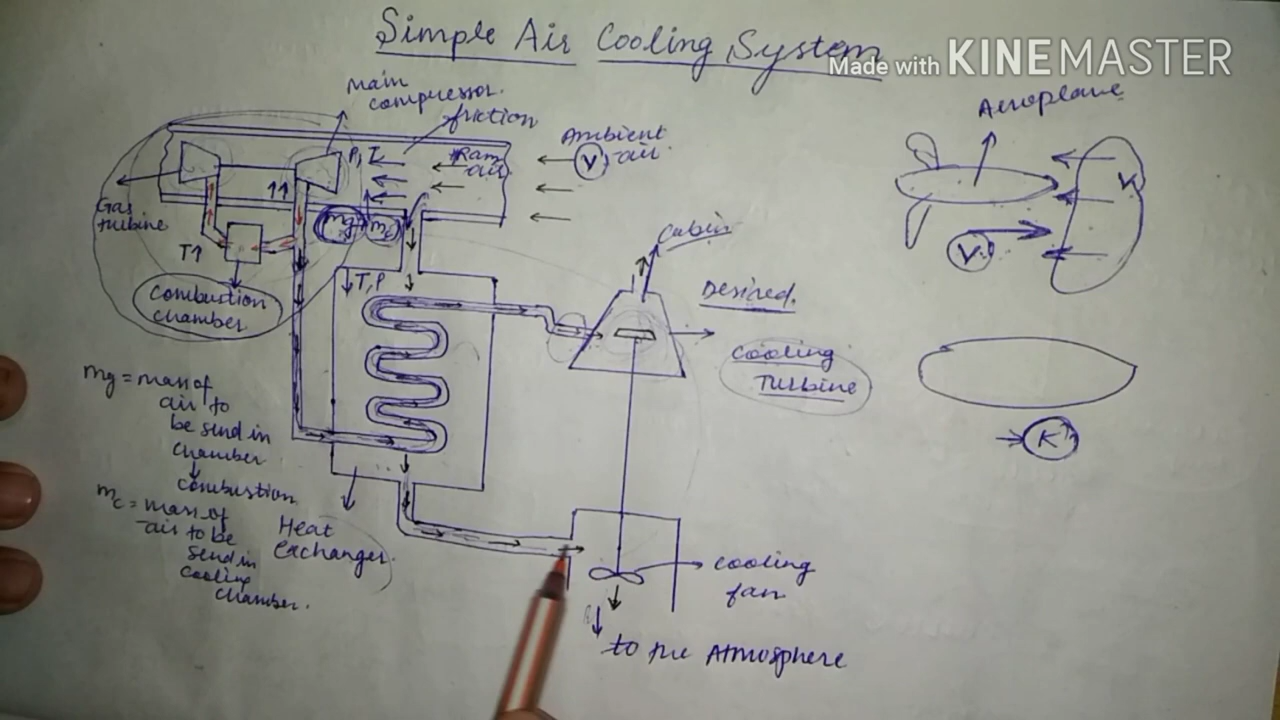 Simple Air Cooling System
Made with KINEMASTER
Aeroplane
main
compressor.
friction
Ambient
air
V
Ram
air
P, T
↑↑
Gas
turbine
T↑
Combustion
chamber
mg
mc
↓T,P
Cabin
Desired.
Cooling
Turbine
V
V
K
mg = mass of
air to
be send in
chamber
↓
combustion
mc = mass of
air to be
send in
cooling
chamber.
Heat
exchanger.
cooling
fan
to the Atmosphere